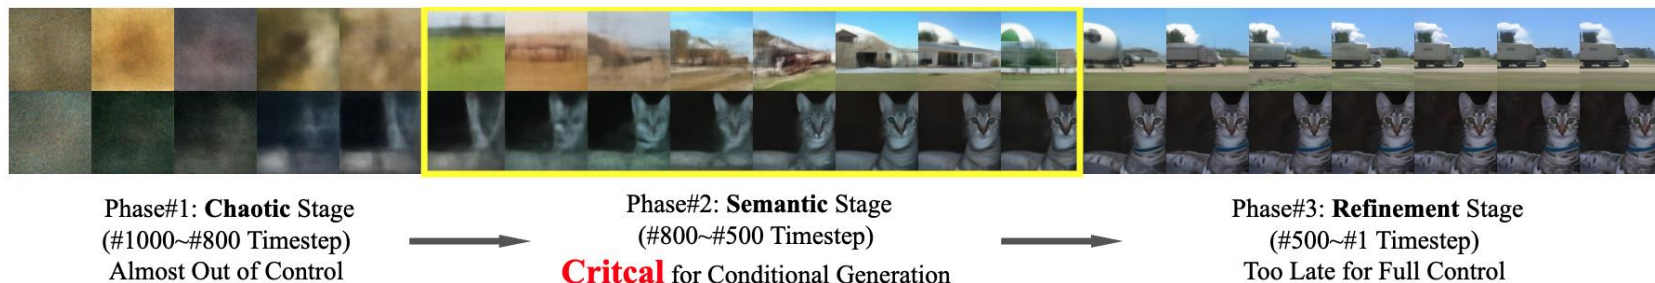 Phase#1: Chaotic Stage
(#1000~#800 Timestep)
Almost Out of Control
Phase#2: Semantic Stage
(#800~#500 Timestep)
Critcal for Conditional Generation
Phase#3: Refinement Stage
(#500~#1 Timestep)
Too Late for Full Control